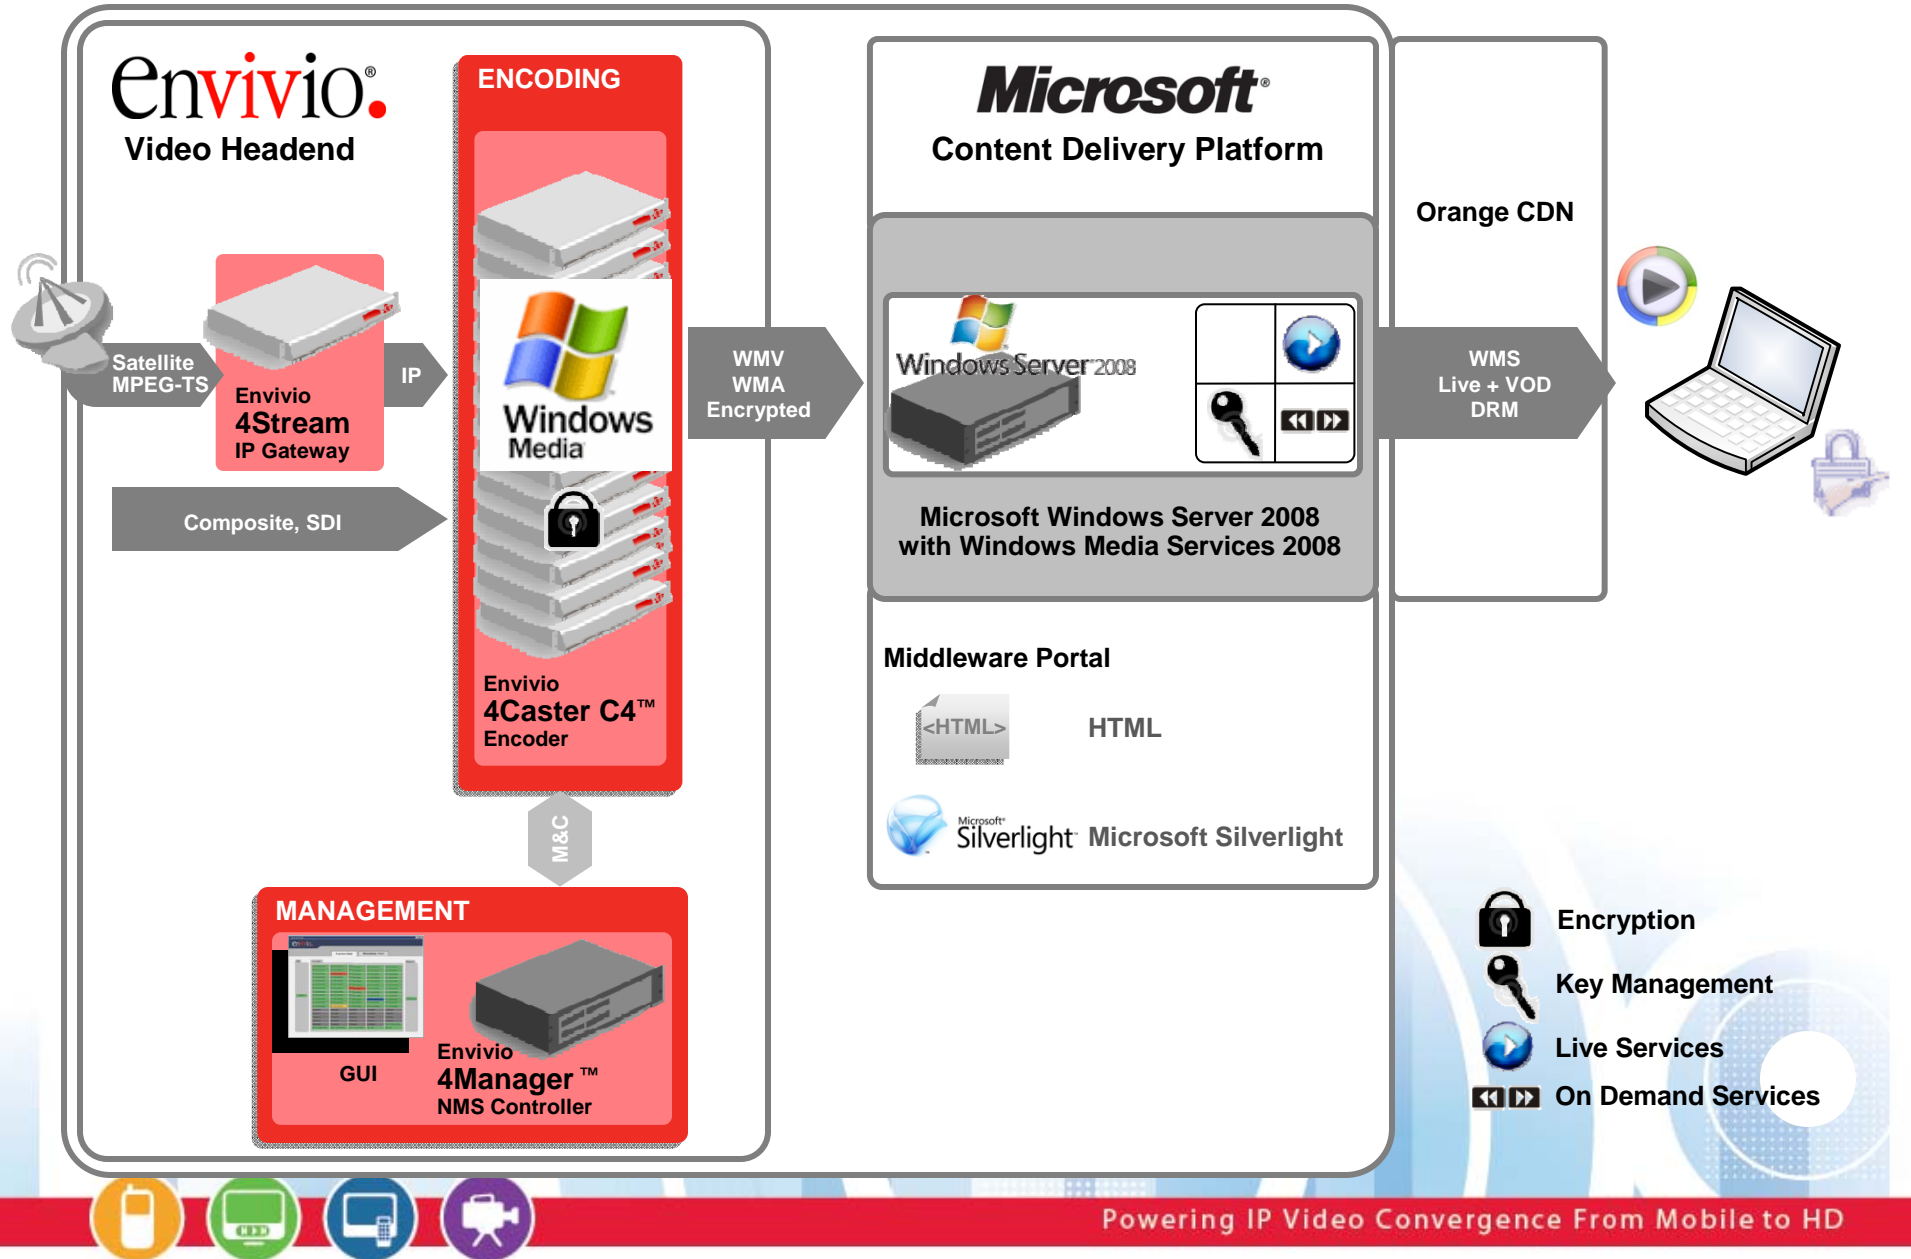 envivio®
Video Headend
ENCODING
Microsoft®
Content Delivery Platform
Orange CDN
Satellite
MPEG-TS
Envivio
4Stream
IP Gateway
IP
Composite, SDI
Windows
Media
Envivio
4Caster C4™
Encoder
WMV
WMA
Encrypted
Windows Server 2008
Microsoft Windows Server 2008
with Windows Media Services 2008
WMS
Live + VOD
DRM
Middleware Portal
<HTML>
HTML
Microsoft®
Silverlight™
Microsoft Silverlight
M&C
MANAGEMENT
GUI
Envivio
4Manager ™
NMS Controller
Encryption
Key Management
Live Services
On Demand Services
Powering IP Video Convergence From Mobile to HD